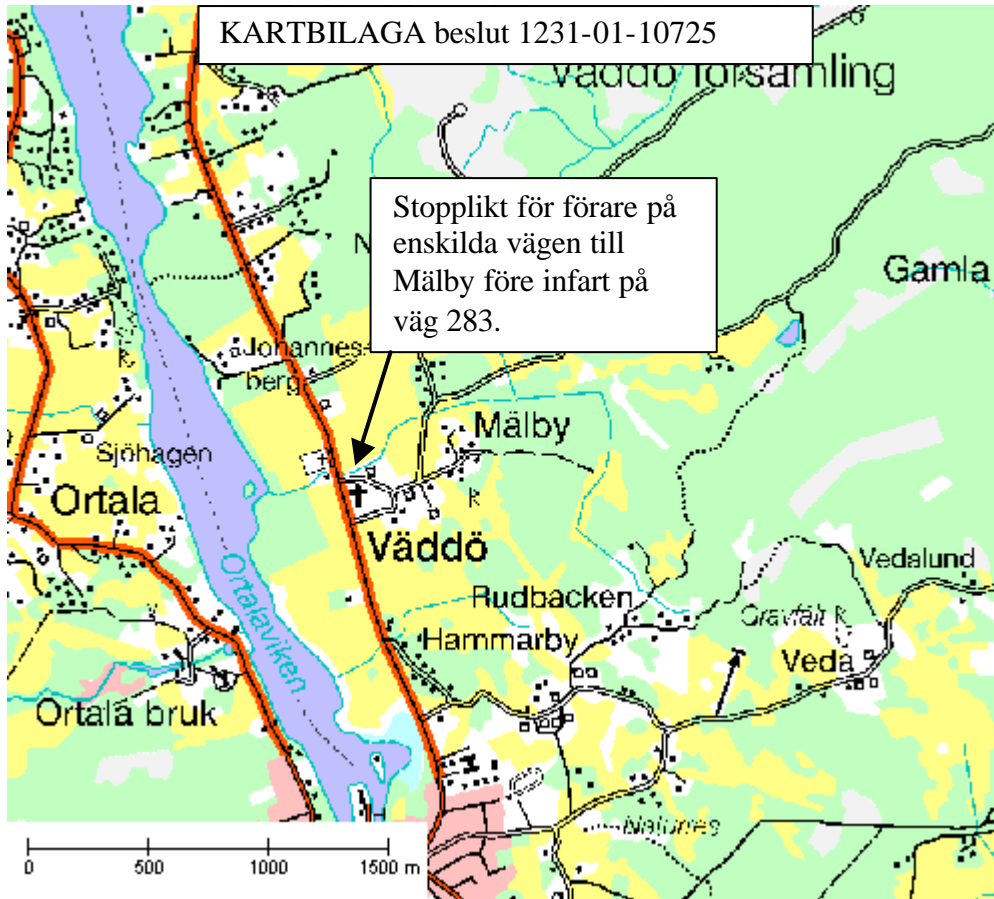 KARTBILAGA beslut 1231-01-10725
Väddö församling
Stopplikt för förare på
enskilda vägen till
Mälby före infart på
väg 283.
Gamla
Johannes-
berg
Mälby
Sjöhagen
Ortala
Väddö
Ortalaviken
Vedalund
Rudbacken
Gravfält R
Hammarby
Veda
Ortala bruk
0 500 1000 1500 m